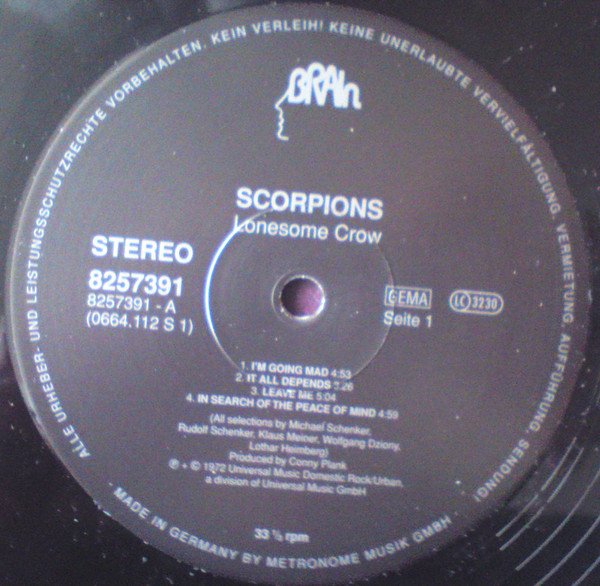 ALLE URHEBER- UND LEISTUNGSSCHUTZRECHTE VORBEHALTEN. KEIN VERLEIH! KEINE UNERLAUBTE VERVIELFÄLTIGUNG, VERMIETUNG, AUFFÜHRUNG, SENDUNG!
BRAIN
SCORPIONS
Lonesome Crow
STEREO
8257391
8257391 - A
(0664.112 S 1)
GEMA
LC 3230
Seite 1
1. I'M GOING MAD 4:53
2. IT ALL DEPENDS :26
3. LEAVE ME 5:04
4. IN SEARCH OF THE PEACE OF MIND 4:59
(All selections by Michael Schenker,
Rudolf Schenker, Klaus Meiner, Wolfgang Dziony,
Lothar Heimberg)
Produced by Conny Plank
℗ + © 1972 Universal Music Domestic Rock/Urban,
a division of Universal Music GmbH
33 ⅓ rpm
MADE IN GERMANY BY METRONOME MUSIK GMBH